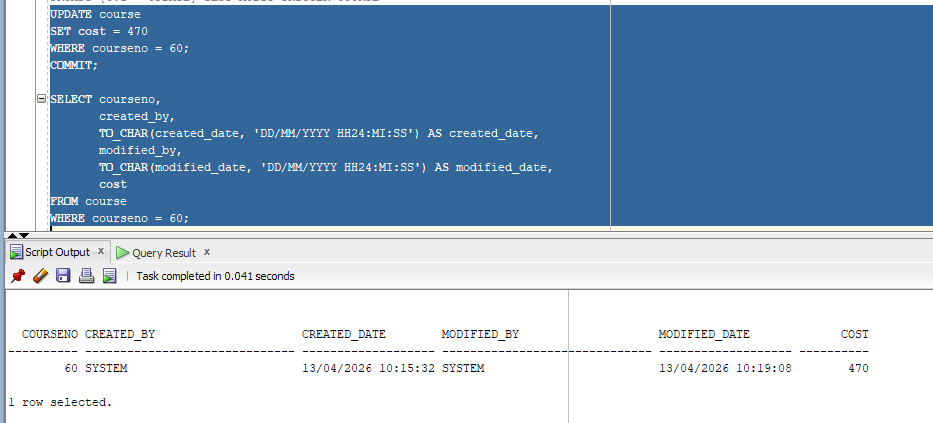 UPDATE course
SET cost = 470
WHERE courseno = 60;
COMMIT;
SELECT courseno,
created_by,
TO_CHAR(created_date, 'DD/MM/YYYY HH24:MI:SS') AS created_date,
modified_by,
TO_CHAR(modified_date, 'DD/MM/YYYY HH24:MI:SS') AS modified_date,
cost
FROM course
WHERE courseno = 60;
Script Output x Query Result x
Task completed in 0.041 seconds
COURSENO CREATED_BY CREATED_DATE MODIFIED_BY MODIFIED_DATE COST
---------- ------------------------------ ------------------- ------------------------------ ------------------- ----------
60 SYSTEM 13/04/2026 10:15:32 SYSTEM 13/04/2026 10:19:08 470
1 row selected.